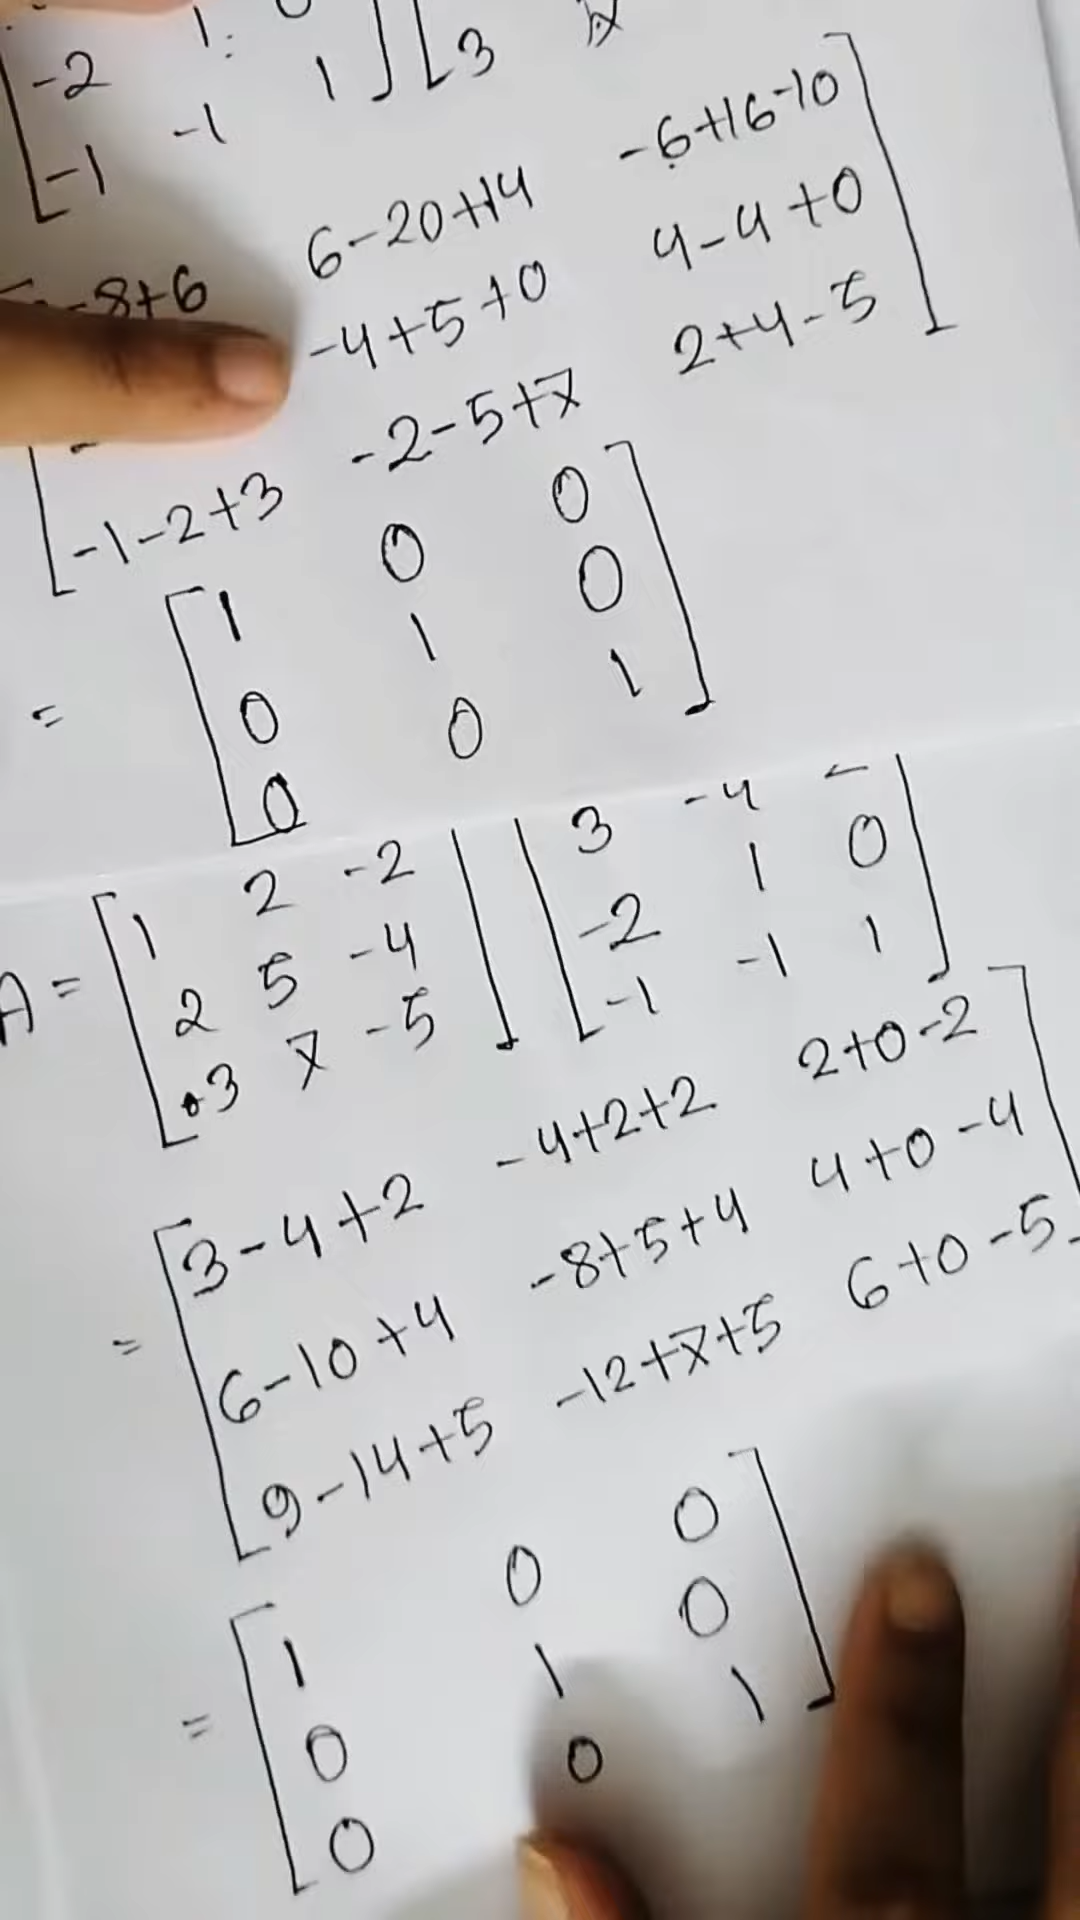 -2 1 0
-1 -1 1 ] [ 3
-8+6 6-20+14 -6+16-10
-4+5+0 4-4+0
-1-2+3 -2-5+7 2+4-5
= [ 1 0 0
0 1 0
0 0 1 ]
A = [ 1 2 -2 ] [ 3 -4
2 5 -4 -2 1 0
3 7 -5 ] -1 -1 1 ]
= [ 3-4+2 -4+2+2 2+0-2
6-10+4 -8+5+4 4+0-4
9-14+5 -12+7+5 6+0-5 ]
= [ 1 0 0
0 1 0
0 0 1 ]